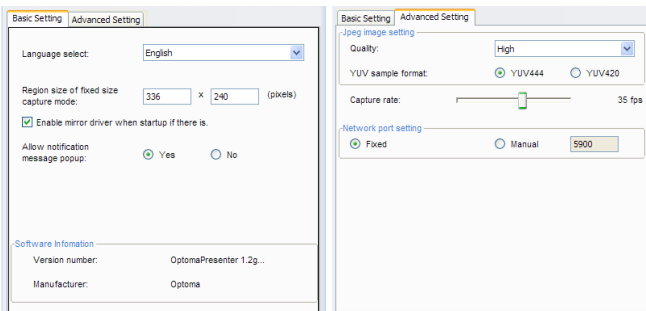 Basic Setting Advanced Setting
Language select: English
Region size of fixed size
capture mode: 336 x 240 (pixels)
Enable mirror driver when startup if there is.
Allow notification
message popup: Yes No
Software Infomation
Version number: OptomaPresenter 1.2g...
Manufacturer: Optoma
Basic Setting Advanced Setting
Jpeg image setting
Quality: High
YUV sample format: YUV444 YUV420
Capture rate: 35 fps
Network port setting
Fixed Manual 5900